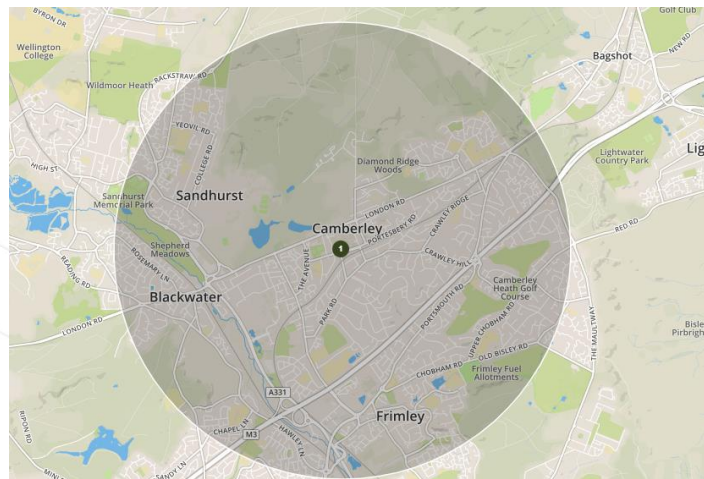 BYRON DR
Golf Club
Wellington
College
NEW RD
Bagshot
RACKSTRAW RD
Wildmoor Heath
YEOVIL RD
COLLEGE RD
HIGH ST
Diamond Ridge
Woods
Lightwater
Country Park
Lig
Sandhurst
Sandhurst
Memorial Park
LONDON RD
CRAWLEY RIDGE
Camberley
PORTESBERY RD
RED RD
1
Shepherd
Meadows
ROSEMARY LN
READING RD
THE AVENUE
CRAWLEY HILL
Camberley
Heath Golf
Course
Blackwater
PARK RD
PORTSMOUTH RD
UPPER CHOBHAM RD
THE MAULTWAY
Bisle
Pirbrigh
LONDON RD
OLD BISLEY RD
CHOBHAM RD
Frimley Fuel
Allotments
A331
RIPON RD
Frimley
CHAPEL LN
HAWLEY LN
M3
SANDY LN